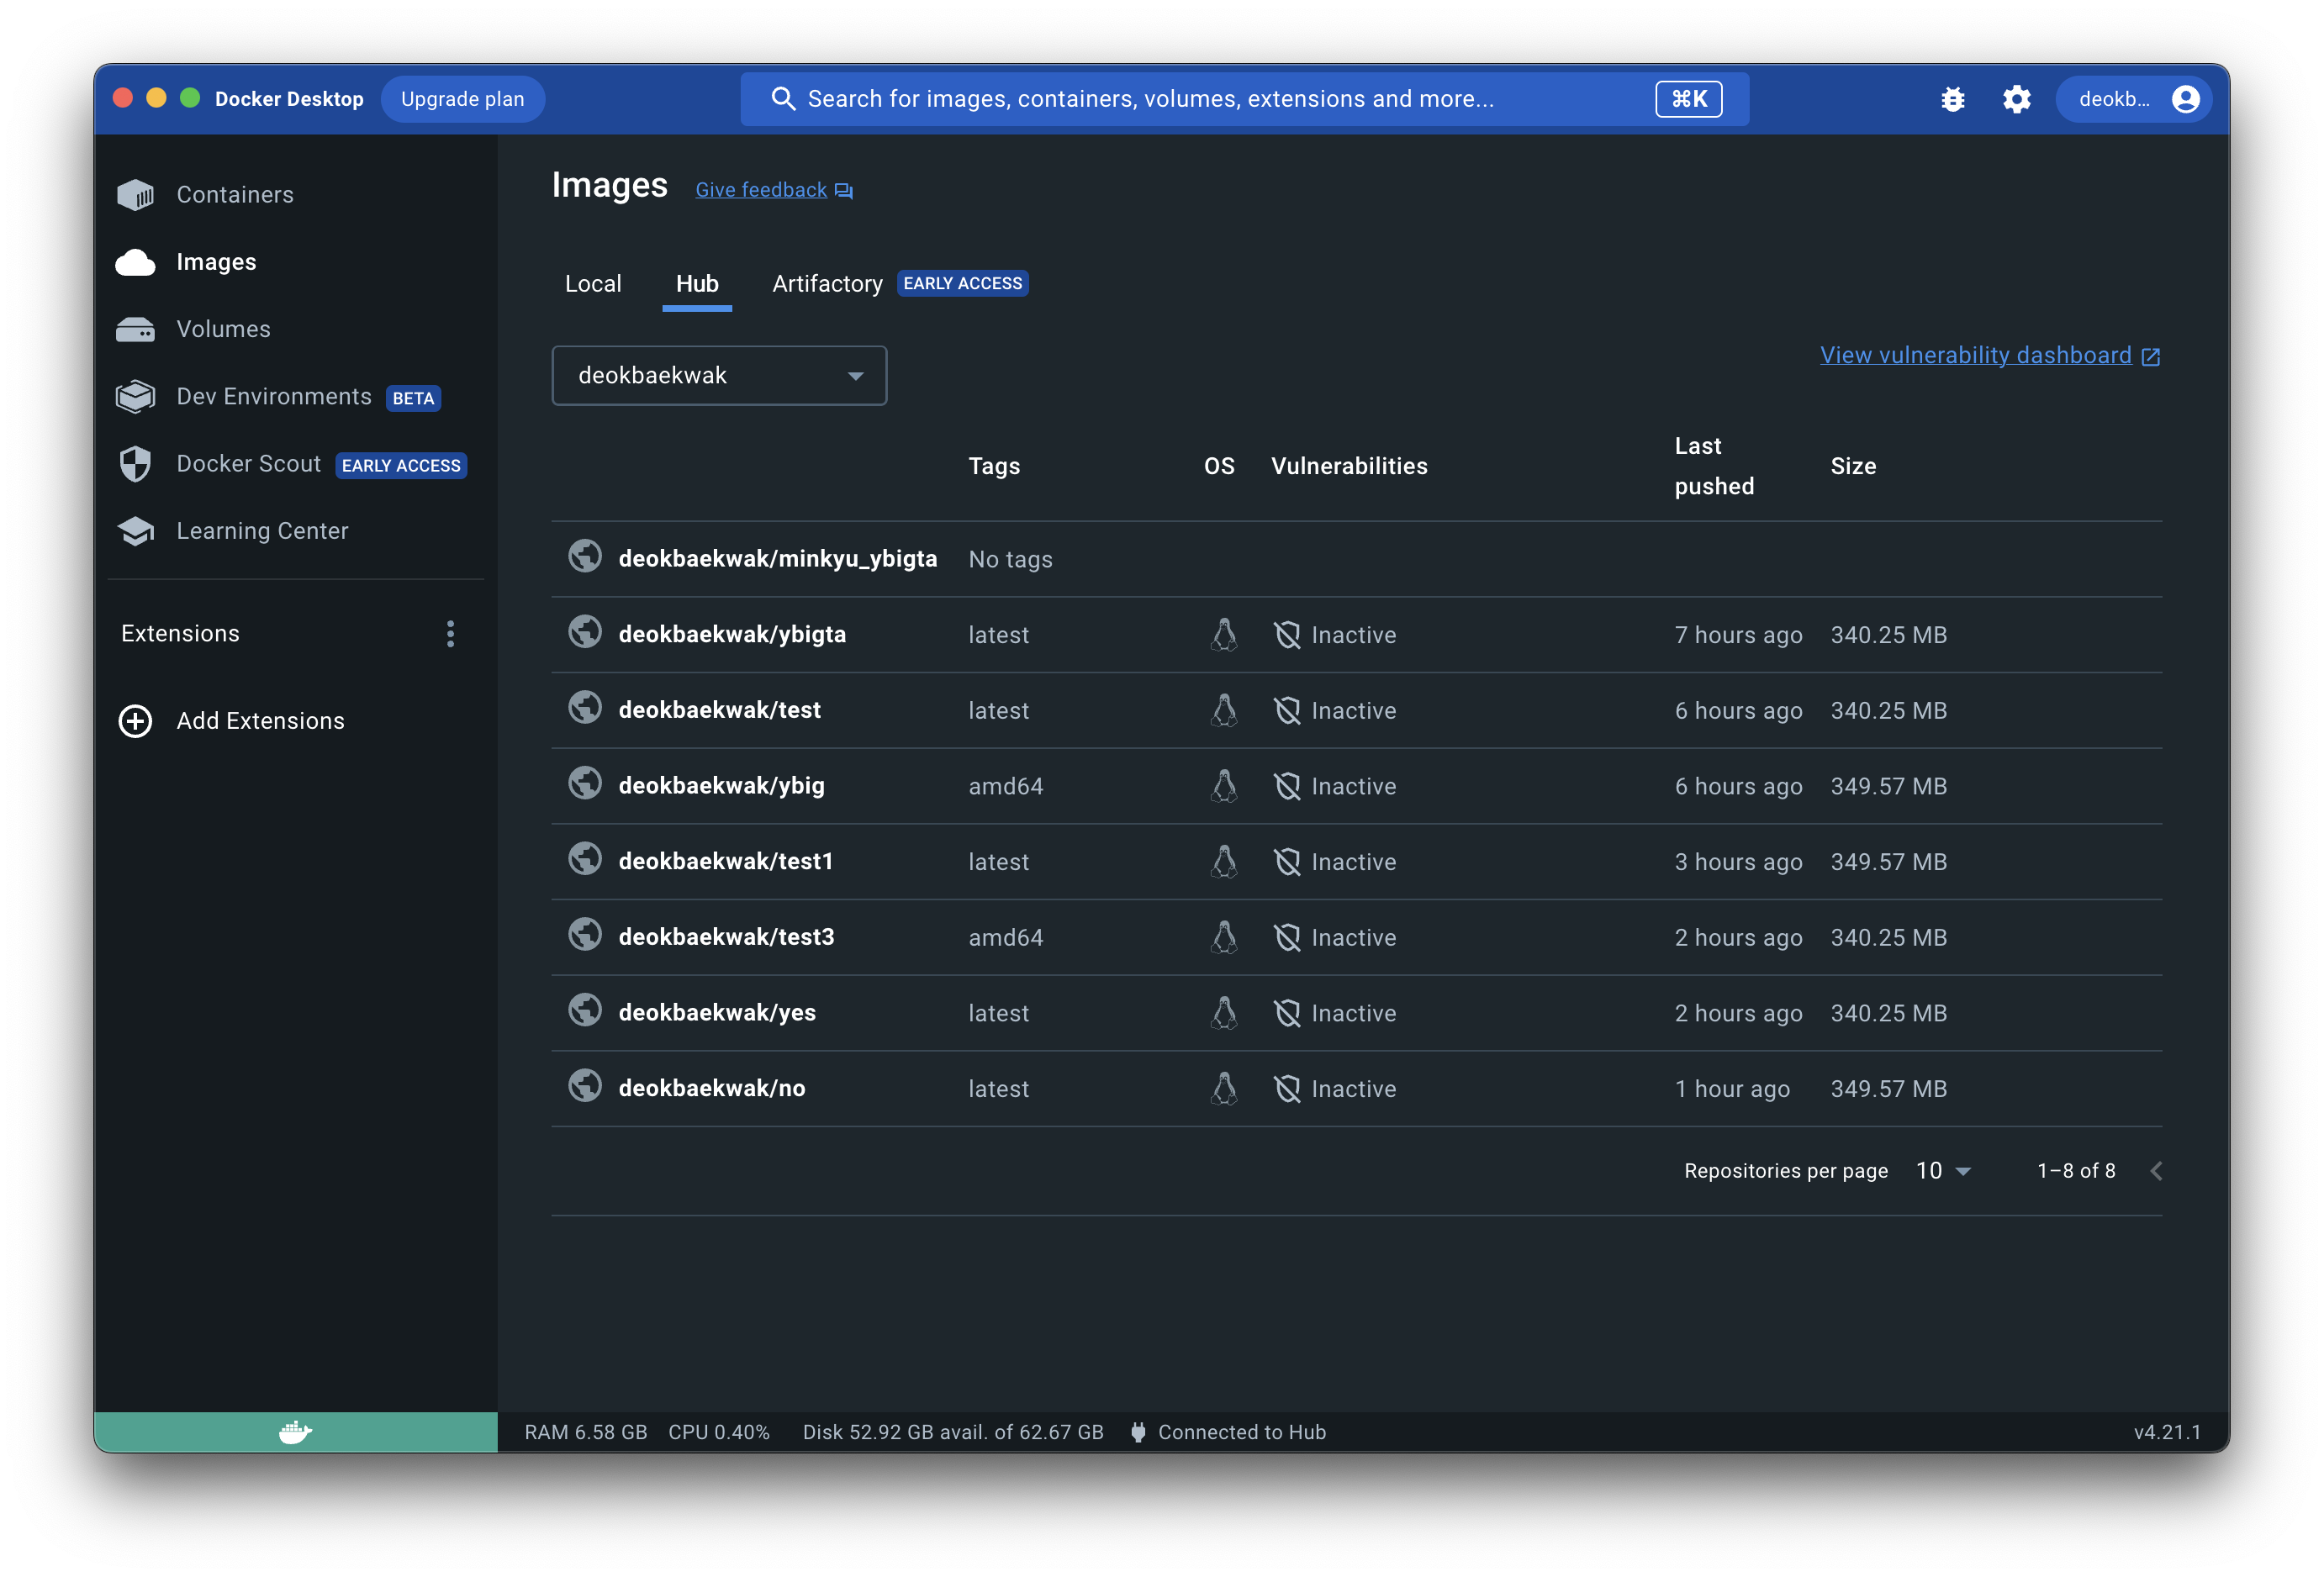 Docker Desktop Upgrade plan Search for images, containers, volumes, extensions and more... ⌘K deokb...
Containers
Images
Volumes
Dev Environments BETA
Docker Scout EARLY ACCESS
Learning Center
Extensions
Add Extensions
Images Give feedback
Local Hub Artifactory EARLY ACCESS
deokbaekwak
View vulnerability dashboard
Tags OS Vulnerabilities Last pushed Size
deokbaekwak/minkyu_ybigta No tags
deokbaekwak/ybigta latest Inactive 7 hours ago 340.25 MB
deokbaekwak/test latest Inactive 6 hours ago 340.25 MB
deokbaekwak/ybig amd64 Inactive 6 hours ago 349.57 MB
deokbaekwak/test1 latest Inactive 3 hours ago 349.57 MB
deokbaekwak/test3 amd64 Inactive 2 hours ago 340.25 MB
deokbaekwak/yes latest Inactive 2 hours ago 340.25 MB
deokbaekwak/no latest Inactive 1 hour ago 349.57 MB
Repositories per page 10 1–8 of 8
RAM 6.58 GB CPU 0.40% Disk 52.92 GB avail. of 62.67 GB Connected to Hub v4.21.1